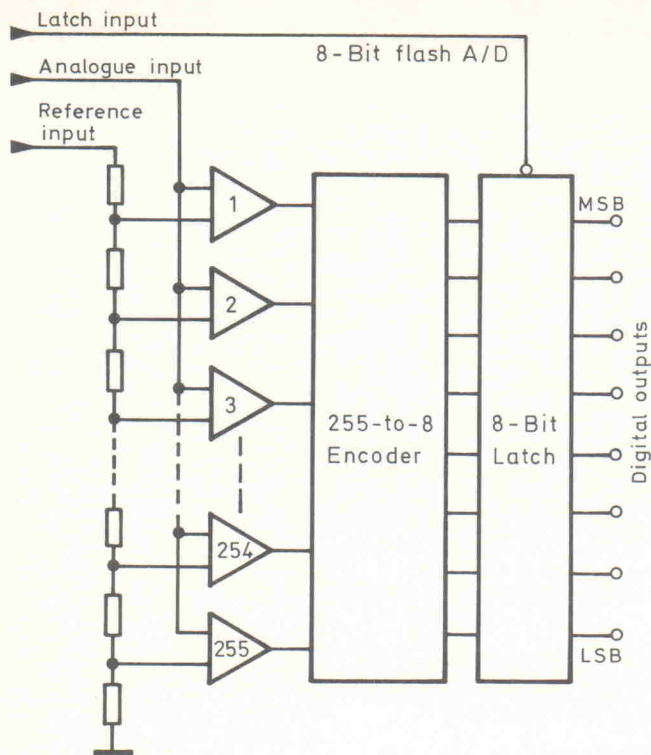 Latch input
8-Bit flash A/D
Analogue input
Reference
input
1
2
3
254
255
255-to-8
Encoder
8-Bit
Latch
MSB
Digital outputs
LSB